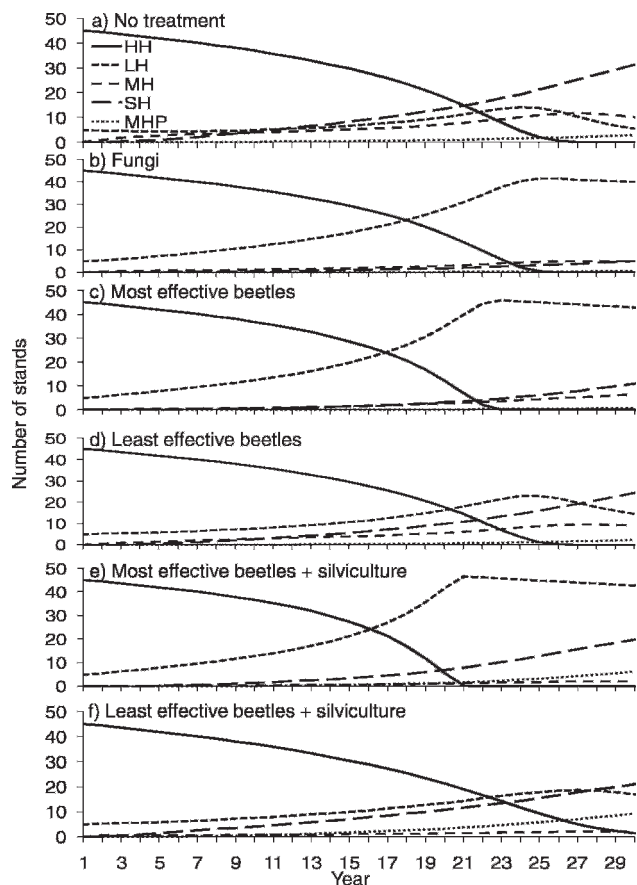 a) No treatment
HH
LH
MH
SH
MHP
50
40
30
20
10
0
b) Fungi
50
40
30
20
10
0
c) Most effective beetles
50
40
30
20
10
0
d) Least effective beetles
50
40
30
20
10
0
e) Most effective beetles + silviculture
50
40
30
20
10
0
f) Least effective beetles + silviculture
50
40
30
20
10
0
Number of stands
1 3 5 7 9 11 13 15 17 19 21 23 25 27 29
Year